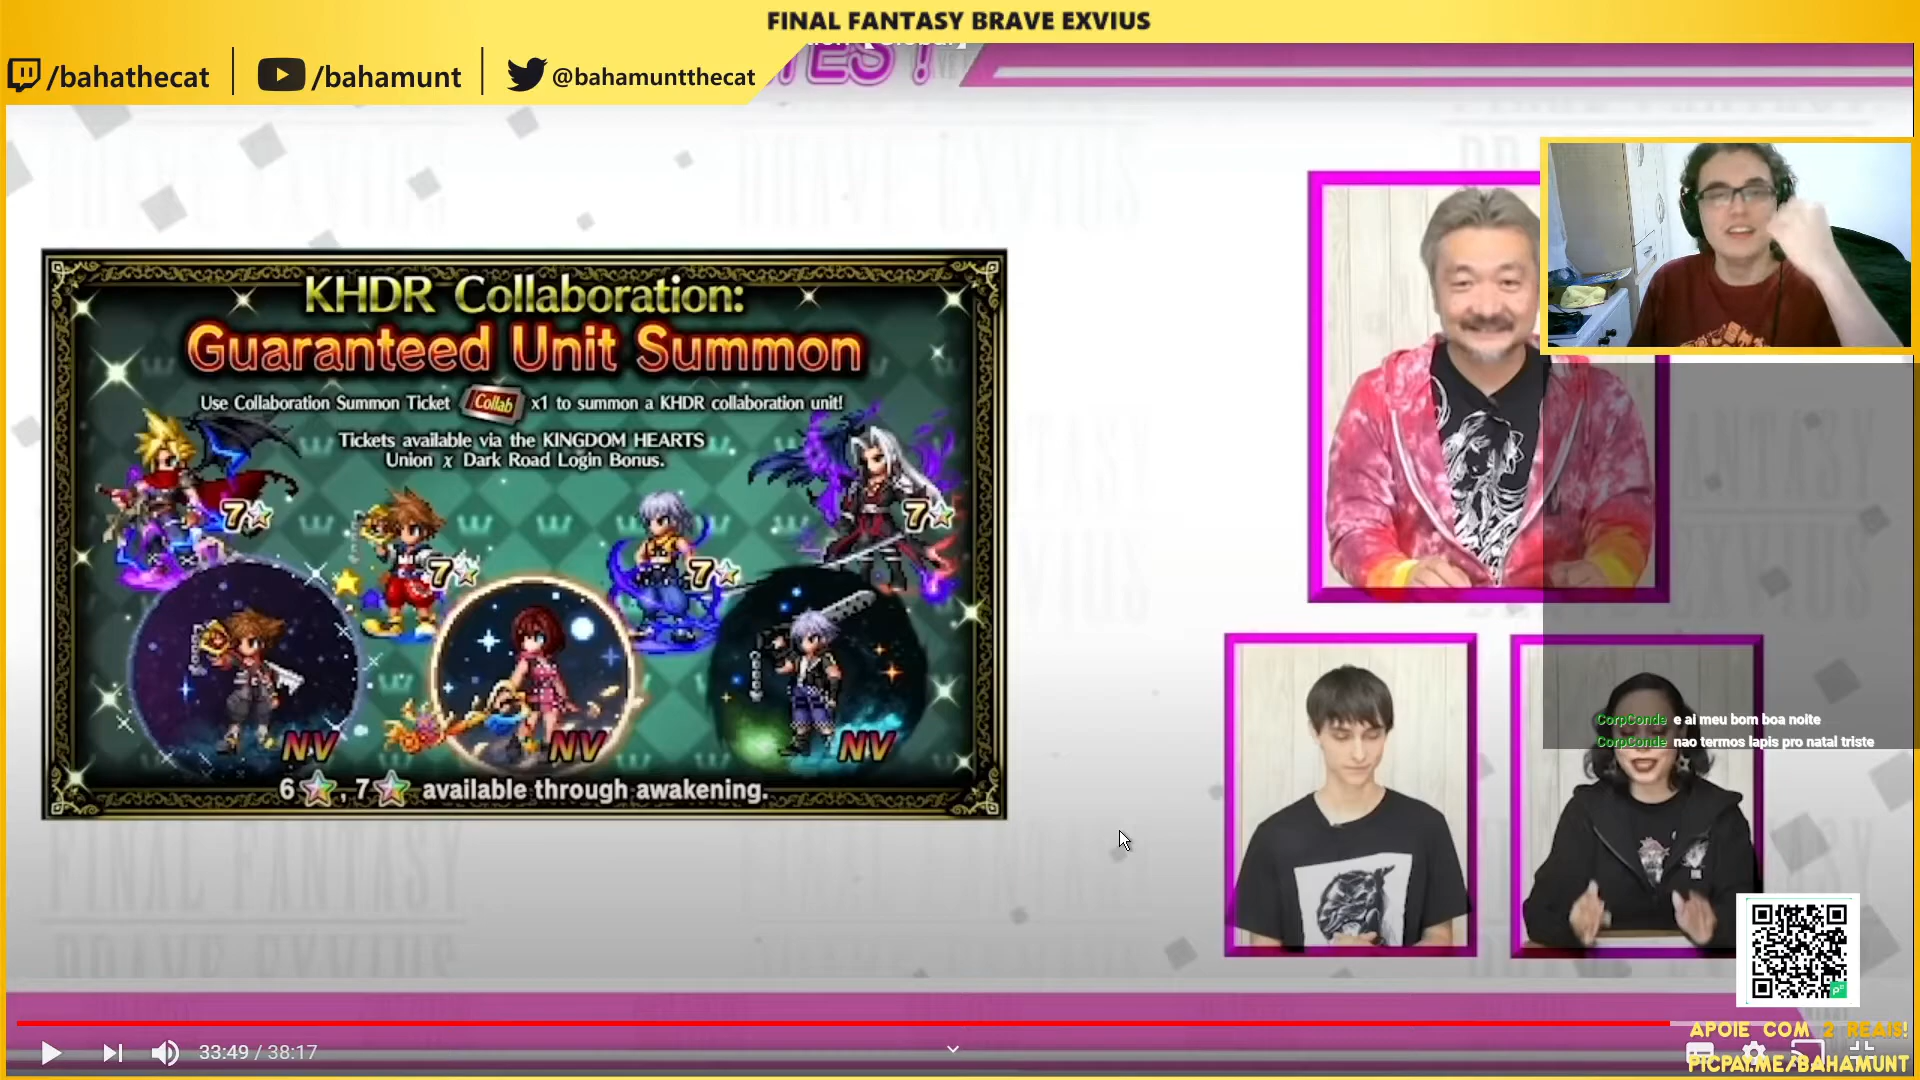 FINAL FANTASY BRAVE EXVIUS
/bahathecat
/bahamunt
@bahamuntthecat
KHDR Collaboration:
Guaranteed Unit Summon
Use Collaboration Summon Ticket Collab x1 to summon a KHDR collaboration unit!
Tickets available via the KINGDOM HEARTS
Union χ Dark Road Login Bonus.
7
7
7
7
NV
NV
NV
6, 7 available through awakening.
CorpConde e ai meu bom boa noite
CorpConde nao termos lapis pro natal triste
33:49 / 38:17
APOIE COM 2 REAIS!
PICPAY.ME/BAHAMUNT